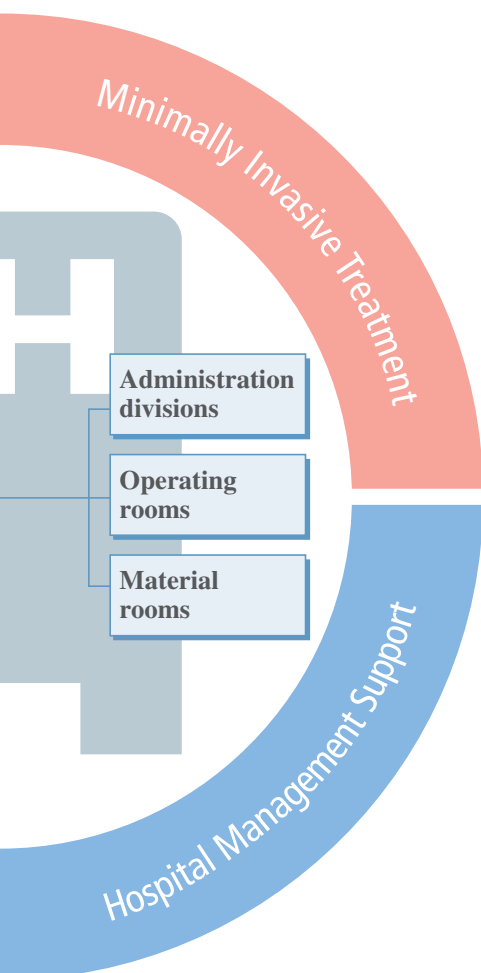 Minimally Invasive Treatment
H
Administration
divisions
Operating
rooms
Material
rooms
Hospital Management Support